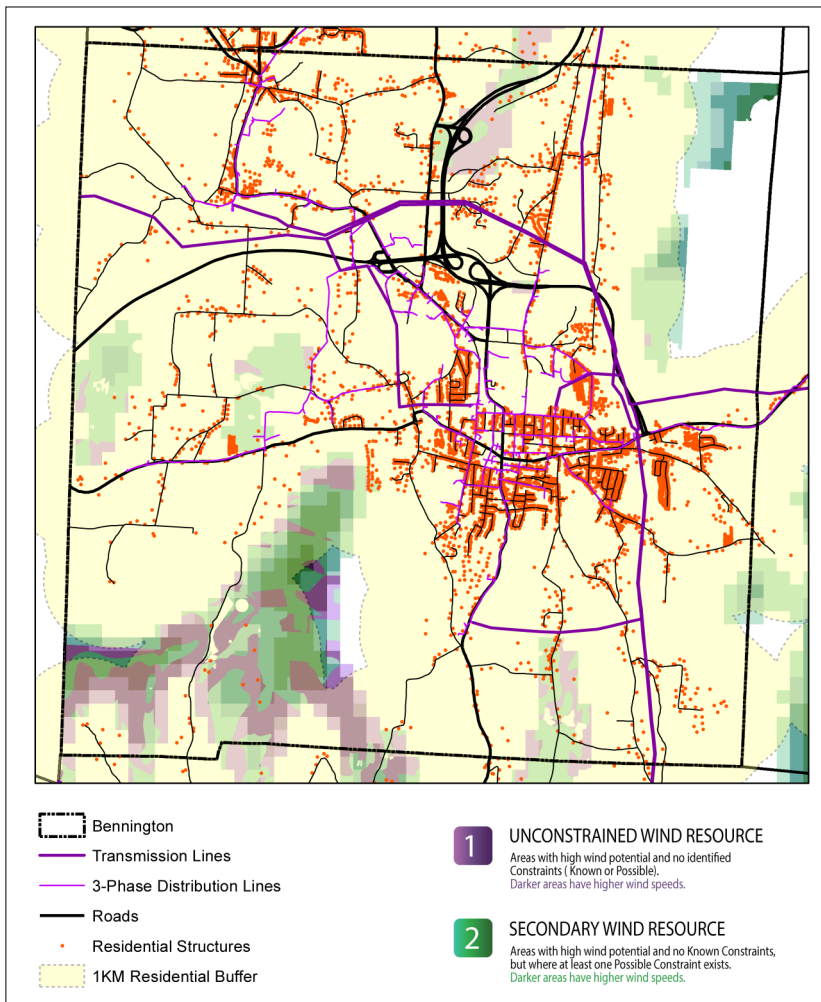 Bennington
Transmission Lines
3-Phase Distribution Lines
Roads
Residential Structures
1KM Residential Buffer
1
UNCONSTRAINED WIND RESOURCE
Areas with high wind potential and no identified
Constraints ( Known or Possible).
Darker areas have higher wind speeds.
2
SECONDARY WIND RESOURCE
Areas with high wind potential and no Known Constraints,
but where at least one Possible Constraint exists.
Darker areas have higher wind speeds.